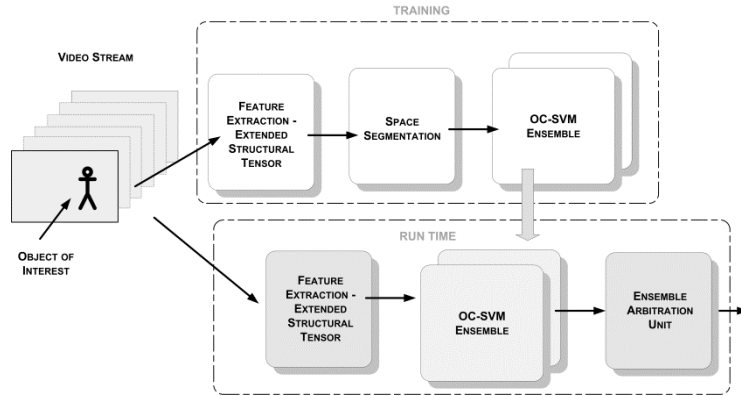 TRAINING
VIDEO STREAM
FEATURE
EXTRACTION -
EXTENDED
STRUCTURAL
TENSOR
SPACE
SEGMENTATION
OC-SVM
ENSEMBLE
OBJECT OF
INTEREST
RUN TIME
FEATURE
EXTRACTION -
EXTENDED
STRUCTURAL
TENSOR
OC-SVM
ENSEMBLE
ENSEMBLE
ARBITRATION
UNIT